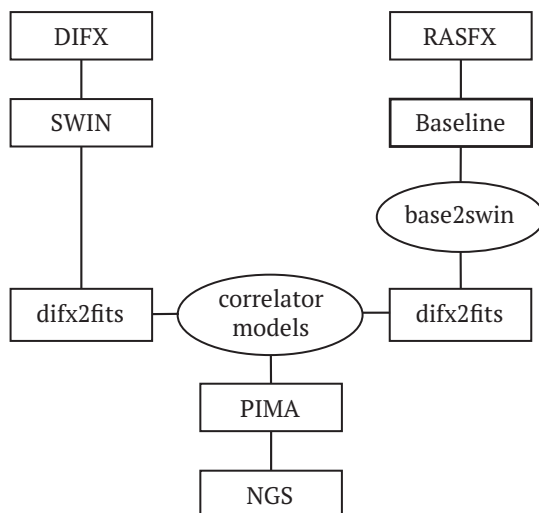 DIFX
RASFX
SWIN
Baseline
base2swin
difx2fits
correlator
models
difx2fits
PIMA
NGS